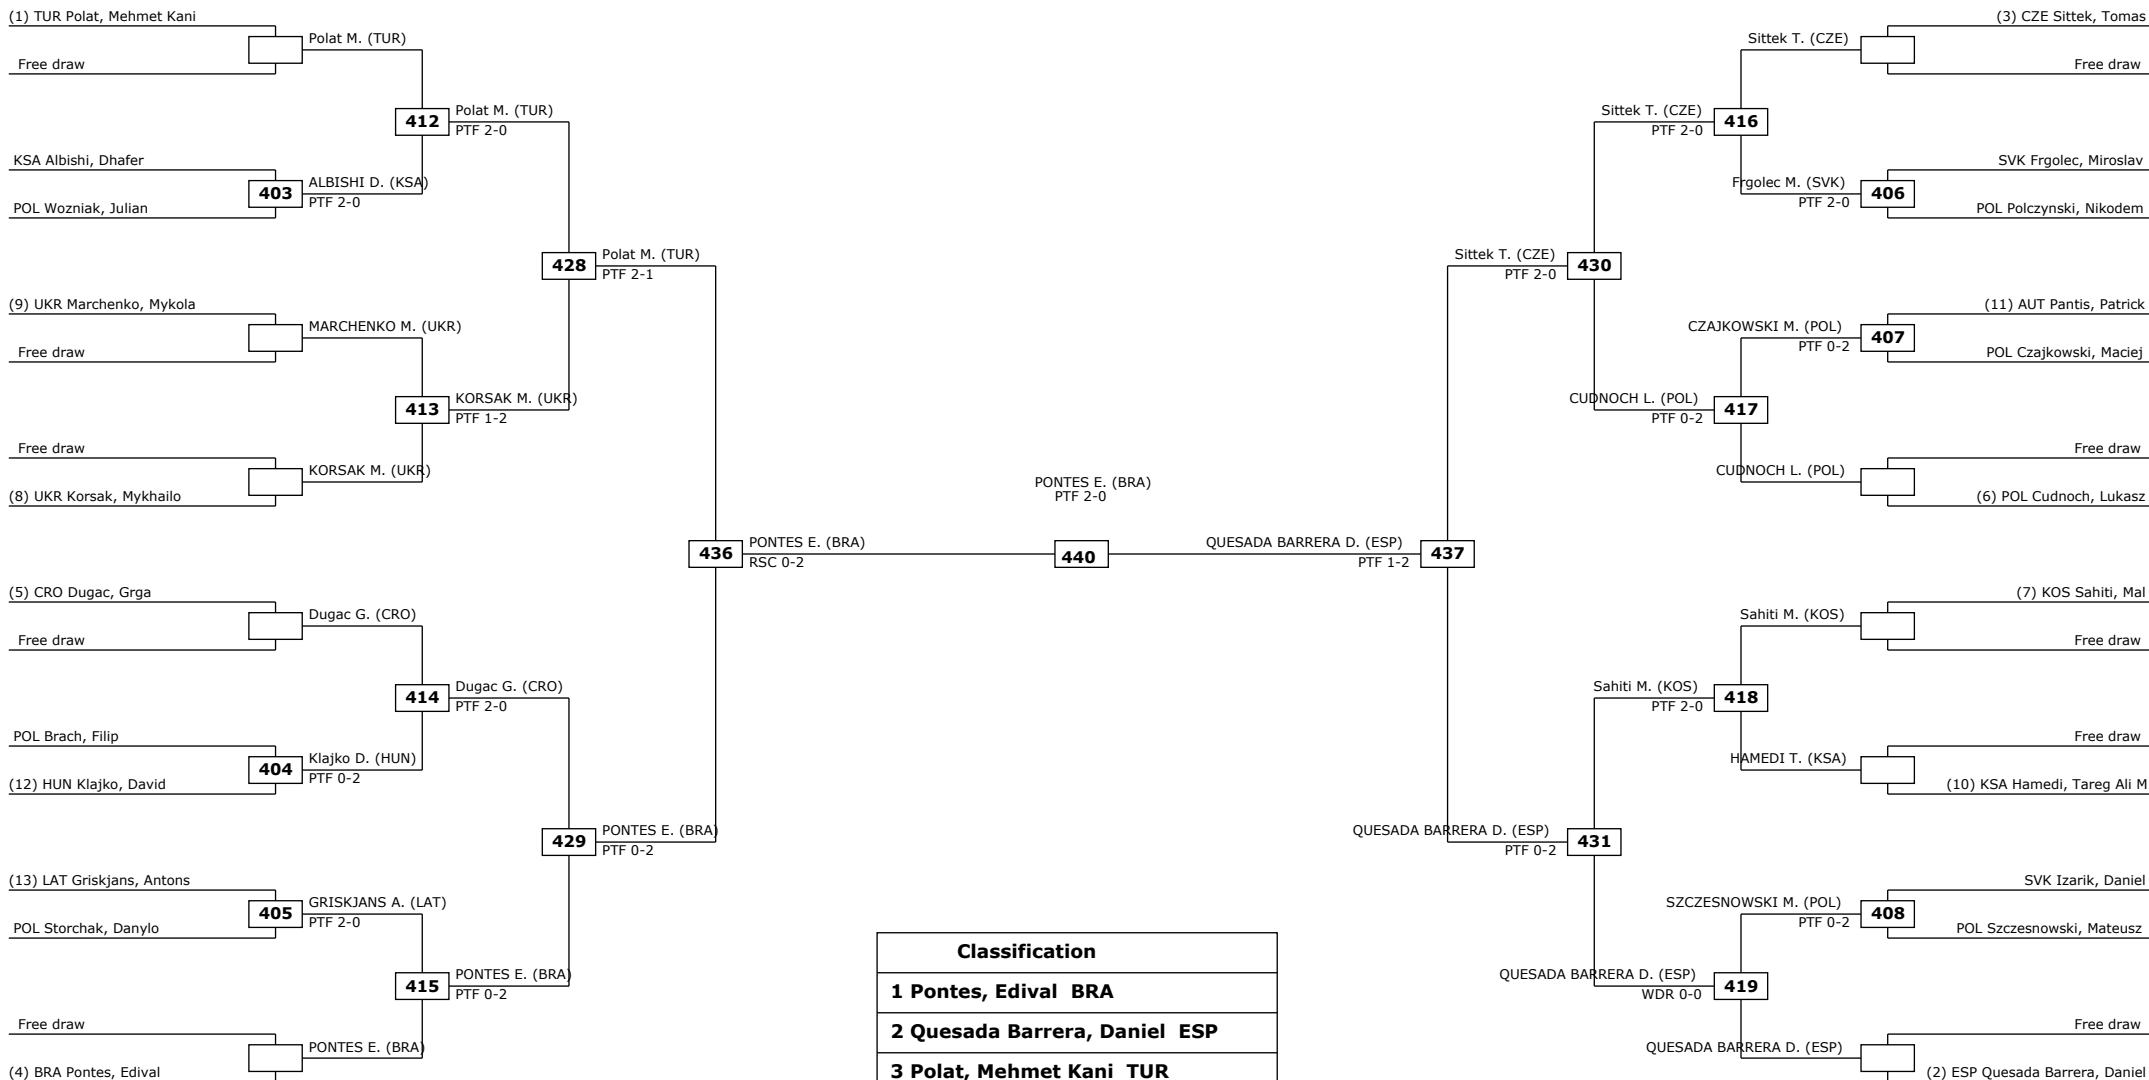 (1) TUR Polat, Mehmet Kani
Polat M. (TUR)
Free draw
412
Polat M. (TUR)
PTF 2-0
KSA Albishi, Dhafer
403
ALBISHI D. (KSA)
PTF 2-0
POL Wozniak, Julian
428
Polat M. (TUR)
PTF 2-1
(9) UKR Marchenko, Mykola
MARCHENKO M. (UKR)
Free draw
413
KORSAK M. (UKR)
PTF 1-2
Free draw
KORSAK M. (UKR)
(8) UKR Korsak, Mykhailo
436
PONTES E. (BRA)
RSC 0-2
(5) CRO Dugac, Grga
Dugac G. (CRO)
Free draw
414
Dugac G. (CRO)
PTF 2-0
POL Brach, Filip
404
Klajko D. (HUN)
PTF 0-2
(12) HUN Klajko, David
429
PONTES E. (BRA)
PTF 0-2
(13) LAT Griskjans, Antons
405
GRISKJANS A. (LAT)
PTF 2-0
POL Storchak, Danylo
415
PONTES E. (BRA)
PTF 0-2
Free draw
PONTES E. (BRA)
(4) BRA Pontes, Edival
PONTES E. (BRA)
PTF 2-0
440
(3) CZE Sittek, Tomas
Sittek T. (CZE)
Free draw
Sittek T. (CZE)
PTF 2-0
416
SVK Frgolec, Miroslav
Frgolec M. (SVK)
PTF 2-0
406
POL Polczynski, Nikodem
Sittek T. (CZE)
PTF 2-0
430
(11) AUT Pantis, Patrick
CZAJKOWSKI M. (POL)
PTF 0-2
407
POL Czajkowski, Maciej
CUDNOCH L. (POL)
PTF 0-2
417
Free draw
CUDNOCH L. (POL)
(6) POL Cudnoch, Lukasz
QUESADA BARRERA D. (ESP)
PTF 1-2
437
(7) KOS Sahiti, Mal
Sahiti M. (KOS)
Free draw
Sahiti M. (KOS)
PTF 2-0
418
Free draw
HAMEDI T. (KSA)
(10) KSA Hamedi, Tareg Ali M
QUESADA BARRERA D. (ESP)
PTF 0-2
431
SVK Izarik, Daniel
SZCZESNOWSKI M. (POL)
PTF 0-2
408
POL Szczesnowski, Mateusz
QUESADA BARRERA D. (ESP)
WDR 0-0
419
Free draw
QUESADA BARRERA D. (ESP)
(2) ESP Quesada Barrera, Daniel
Classification
1 Pontes, Edival BRA
2 Quesada Barrera, Daniel ESP
3 Polat, Mehmet Kani TUR